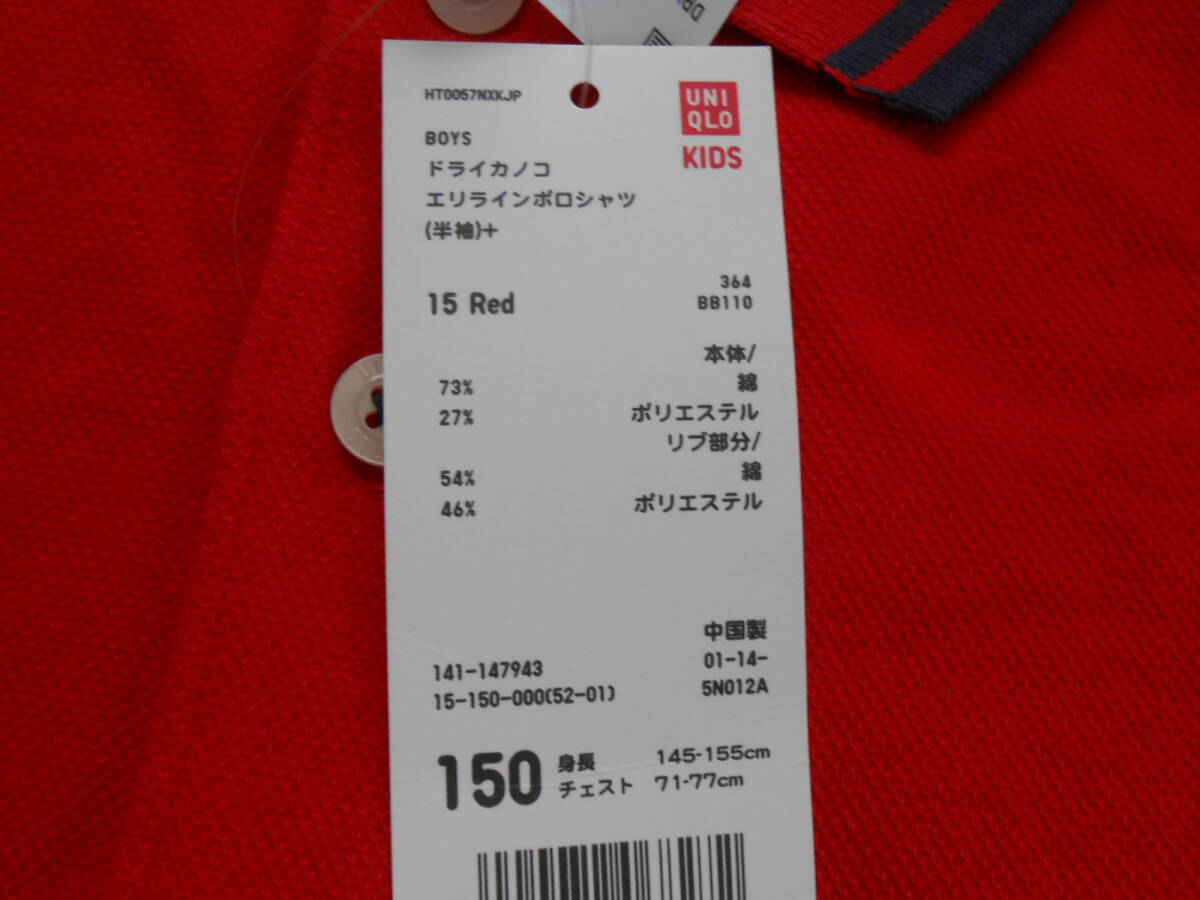 DRY
HT0057NXKJP
UNI
QLO
KIDS
BOYS
ドライカノコ
エリラインポロシャツ
(半袖)+
15 Red
364
BB110
本体/
73% 綿
27% ポリエステル
リブ部分/
54% 綿
46% ポリエステル
中国製
141-147943 01-14-
15-150-000(52-01) 5N012A
150 身長 145-155cm
チェスト 71-77cm